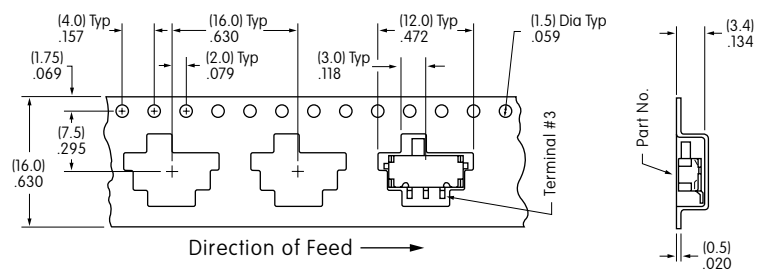 (4.0) Typ
.157
(16.0) Typ
.630
(12.0) Typ
.472
(1.5) Dia Typ
.059
(3.4)
.134
(1.75)
.069
(2.0) Typ
.079
(3.0) Typ
.118
(7.5)
.295
(16.0)
.630
Terminal #3
Part No.
Direction of Feed
(0.5)
.020